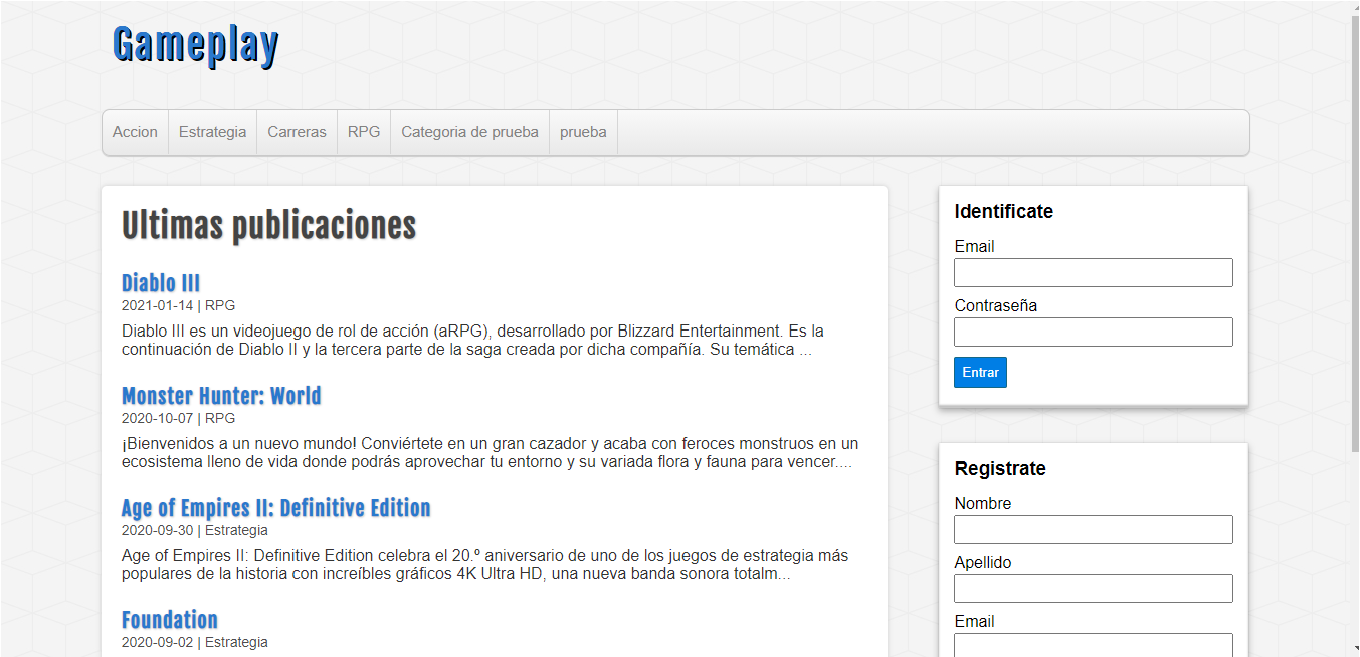 Gameplay
Accion Estrategia Carreras RPG Categoria de prueba prueba
Ultimas publicaciones
Diablo III
2021-01-14 | RPG
Diablo III es un videojuego de rol de acción (aRPG), desarrollado por Blizzard Entertainment. Es la
continuación de Diablo II y la tercera parte de la saga creada por dicha compañía. Su temática ...
Monster Hunter: World
2020-10-07 | RPG
¡Bienvenidos a un nuevo mundo! Conviértete en un gran cazador y acaba con feroces monstruos en un
ecosistema lleno de vida donde podrás aprovechar tu entorno y su variada flora y fauna para vencer....
Age of Empires II: Definitive Edition
2020-09-30 | Estrategia
Age of Empires II: Definitive Edition celebra el 20.º aniversario de uno de los juegos de estrategia más
populares de la historia con increíbles gráficos 4K Ultra HD, una nueva banda sonora totalm...
Foundation
2020-09-02 | Estrategia
Identificate
Email
Contraseña
Entrar
Registrate
Nombre
Apellido
Email